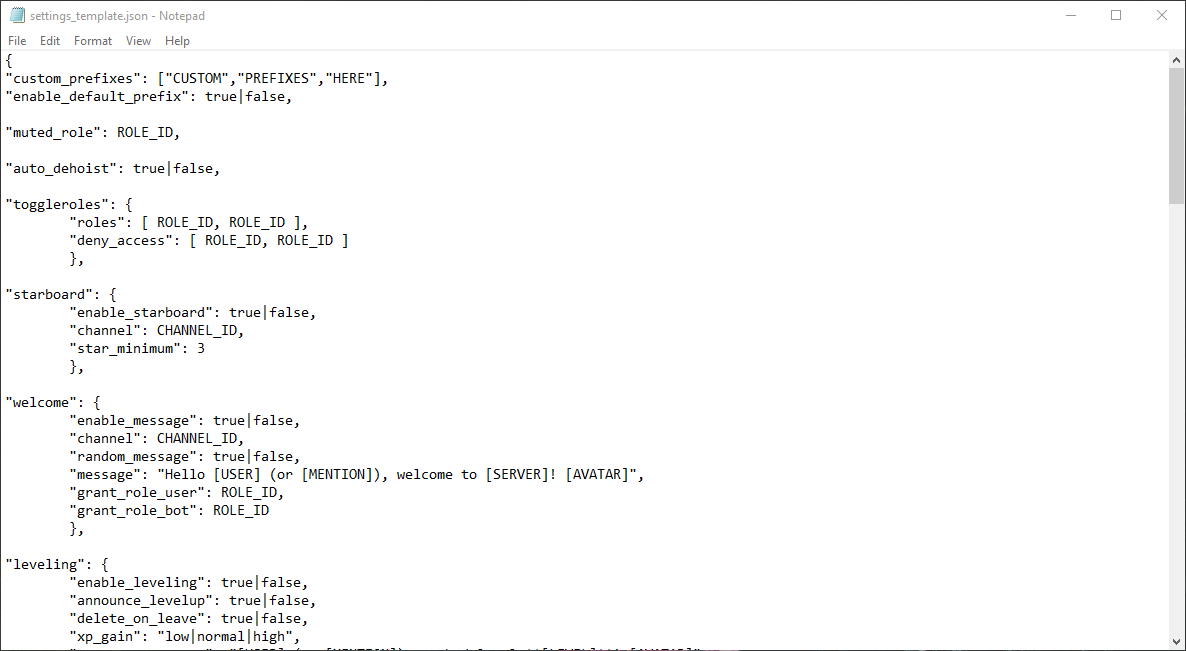 settings_template.json - Notepad
File Edit Format View Help
{
"custom_prefixes": ["CUSTOM","PREFIXES","HERE"],
"enable_default_prefix": true|false,
"muted_role": ROLE_ID,
"auto_dehoist": true|false,
"toggleroles": {
"roles": [ ROLE_ID, ROLE_ID ],
"deny_access": [ ROLE_ID, ROLE_ID ]
},
"starboard": {
"enable_starboard": true|false,
"channel": CHANNEL_ID,
"star_minimum": 3
},
"welcome": {
"enable_message": true|false,
"channel": CHANNEL_ID,
"random_message": true|false,
"message": "Hello [USER] (or [MENTION]), welcome to [SERVER]! [AVATAR]",
"grant_role_user": ROLE_ID,
"grant_role_bot": ROLE_ID
},
"leveling": {
"enable_leveling": true|false,
"announce_levelup": true|false,
"delete_on_leave": true|false,
"xp_gain": "low|normal|high",